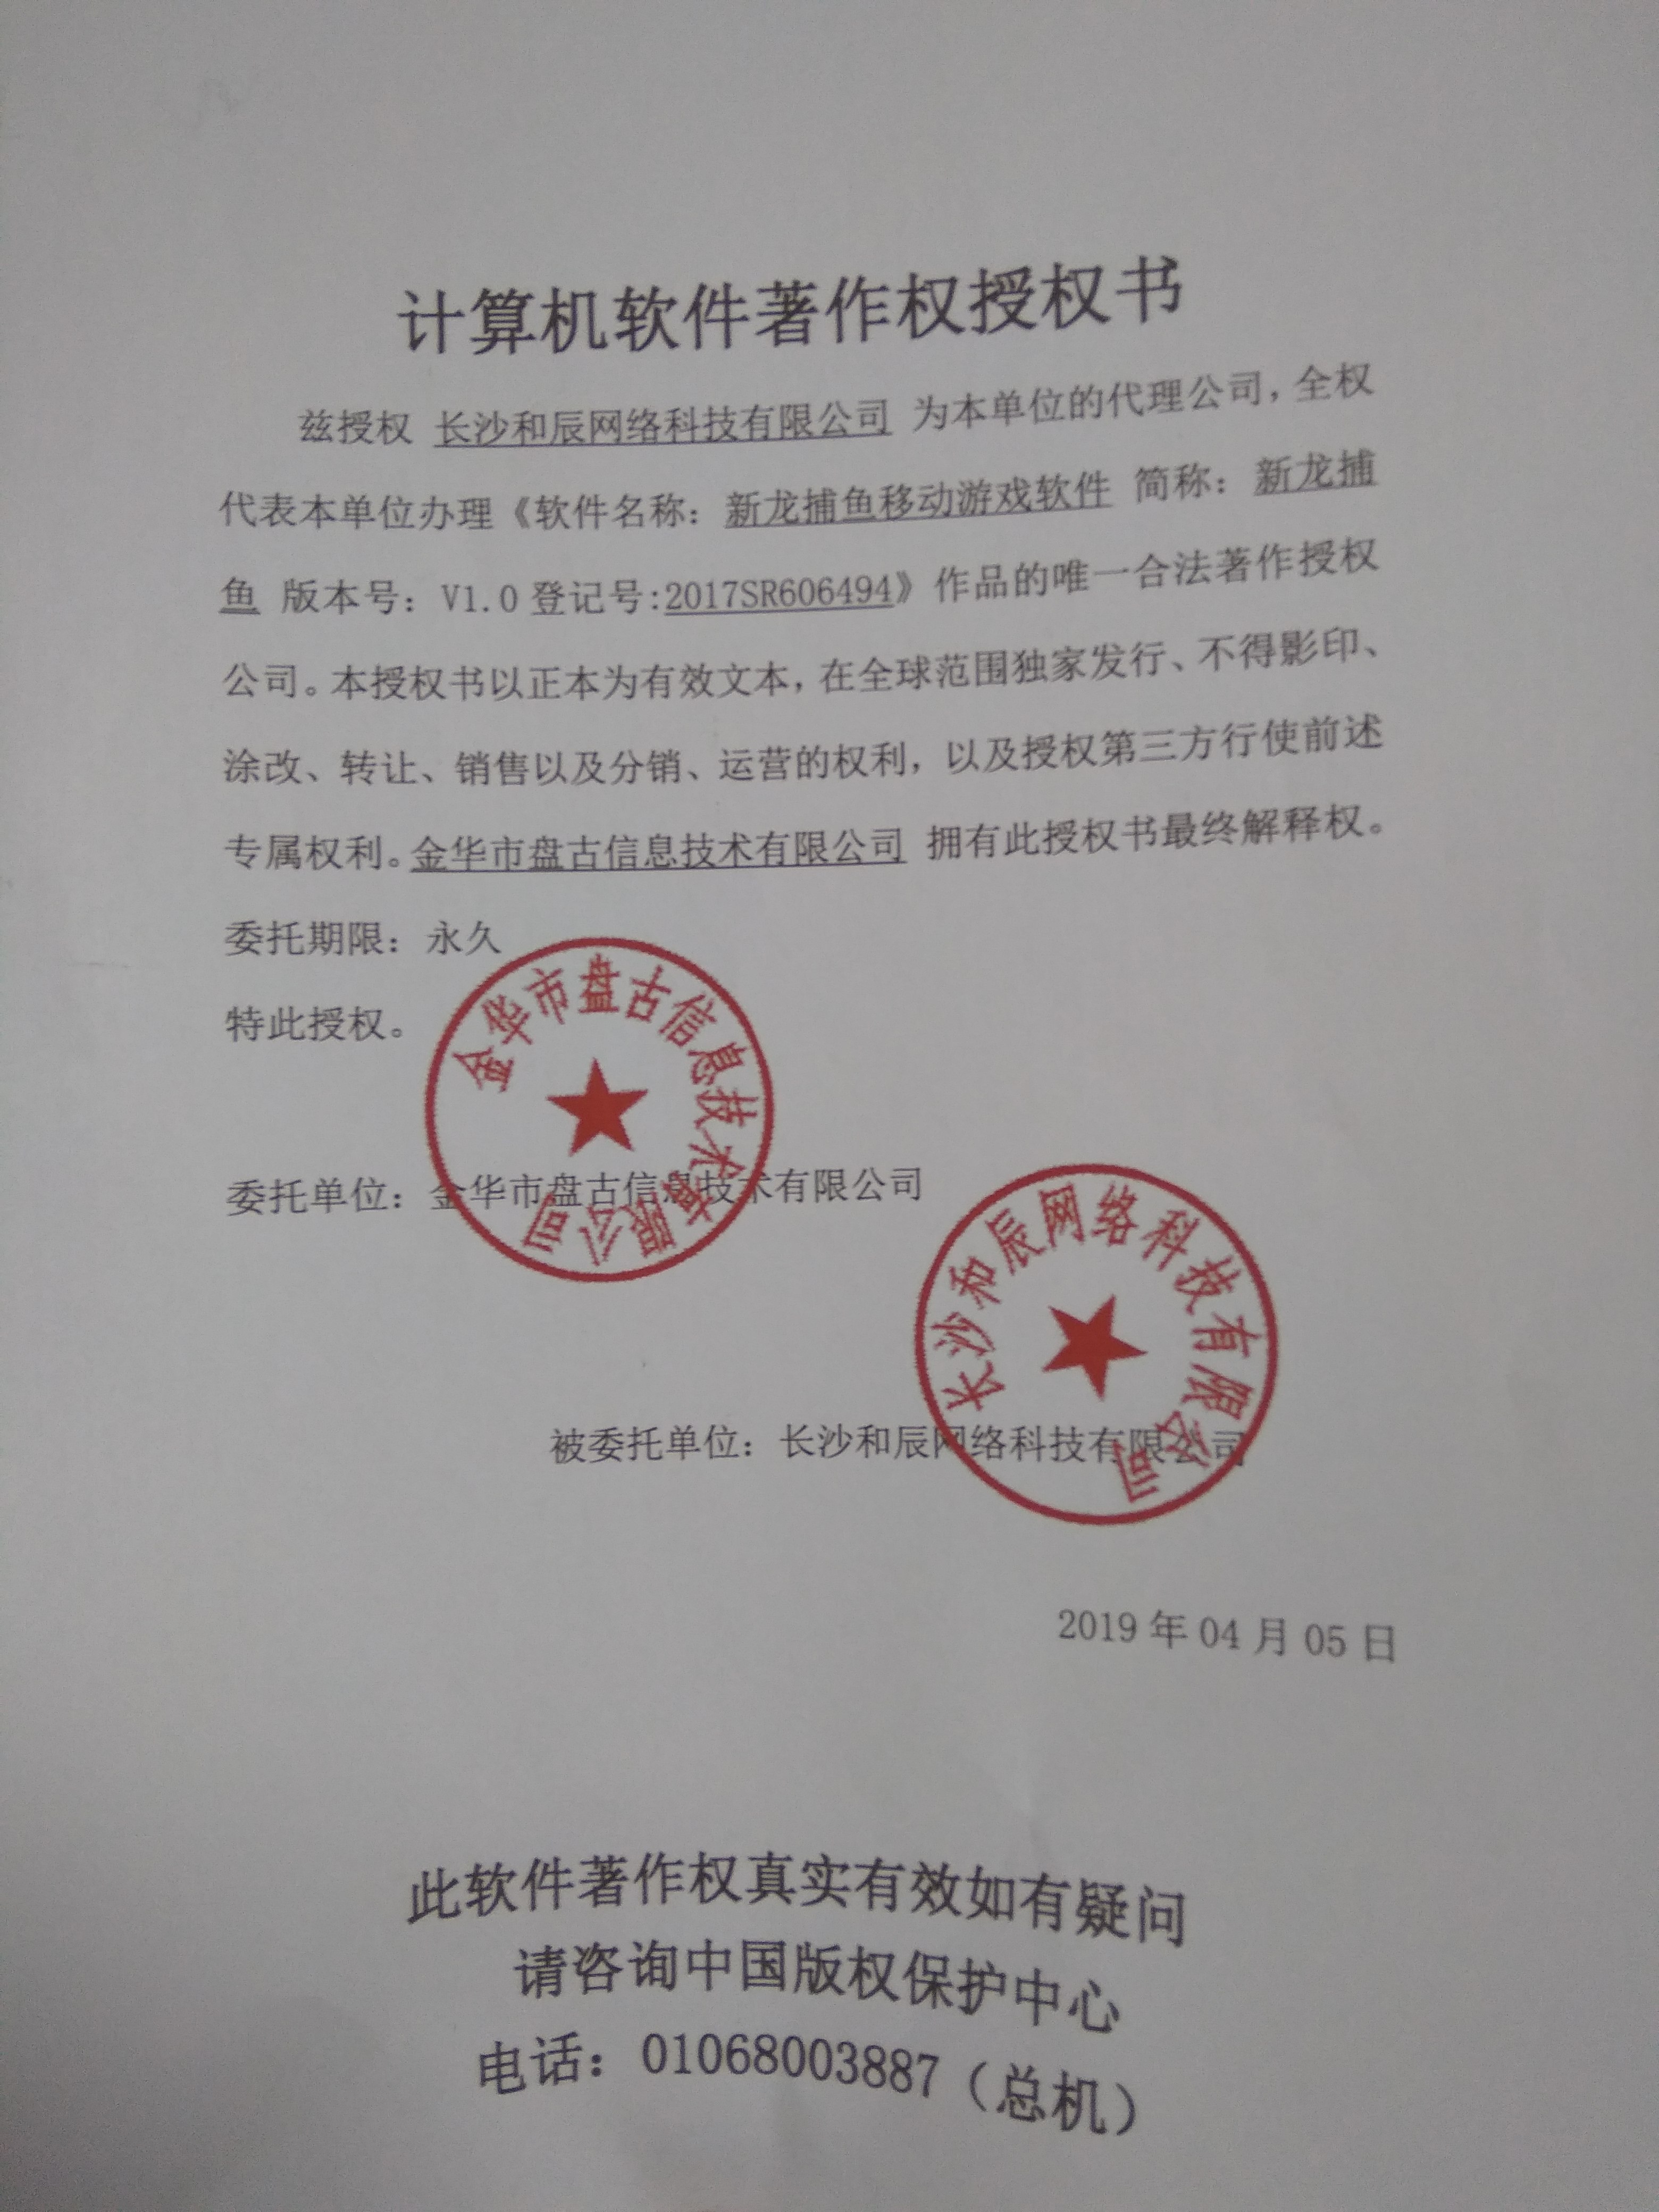 计算机软件著作权授权书
兹授权 长沙和辰网络科技有限公司 为本单位的代理公司，全权
代表本单位办理《软件名称：新龙捕鱼移动游戏软件 简称：新龙捕
鱼 版本号：V1.0 登记号:2017SR606494》作品的唯一合法著作授权
公司。本授权书以正本为有效文本，在全球范围独家发行、不得影印、
涂改、转让、销售以及分销、运营的权利，以及授权第三方行使前述
专属权利。金华市盘古信息技术有限公司 拥有此授权书最终解释权。
委托期限：永久
特此授权。
金华市盘古信息技术有限公司
委托单位：金华市盘古信息技术有限公司
长沙和辰网络科技有限公司
被委托单位：长沙和辰网络科技有限公司
2019 年 04 月 05 日
此软件著作权真实有效如有疑问
请咨询中国版权保护中心
电话：01068003887（总机）